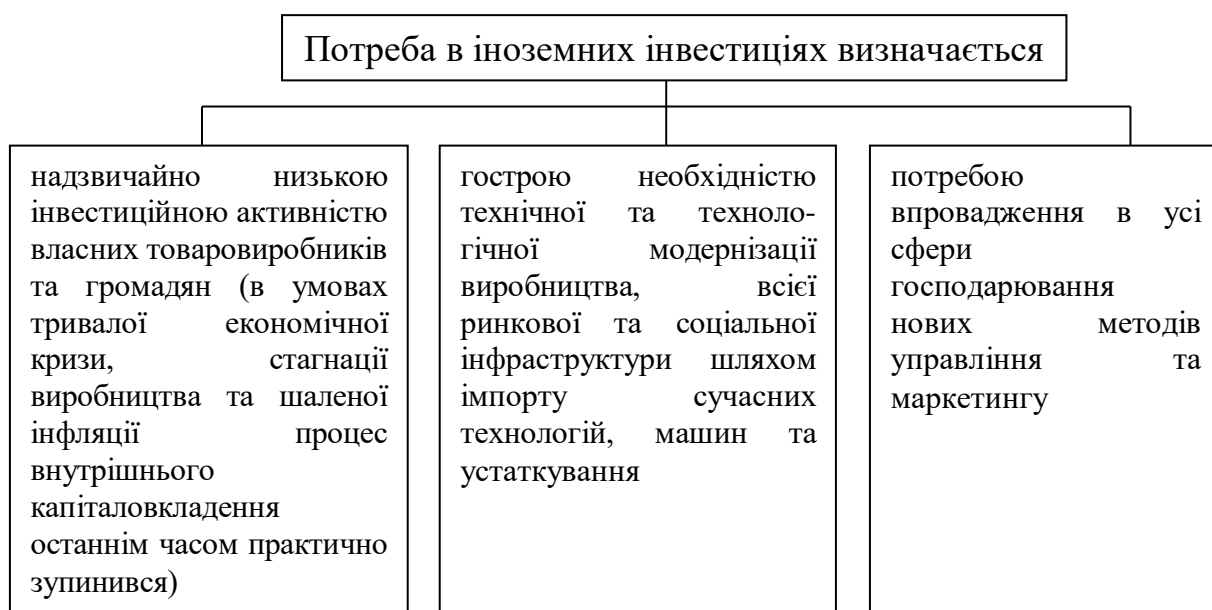 Потреба в іноземних інвестиціях визначається
надзвичайно низькою
інвестиційною активністю
власних товаровиробників
та громадян (в умовах
тривалої економічної
кризи, стагнації
виробництва та шаленої
інфляції процес
внутрішнього
капіталовкладення
останнім часом практично
зупинився)
гострою необхідністю
технічної та техноло-
гічної модернізації
виробництва, всієї
ринкової та соціальної
інфраструктури шляхом
імпорту сучасних
технологій, машин та
устаткування
потребою
впровадження в усі
сфери
господарювання
нових методів
управління та
маркетингу